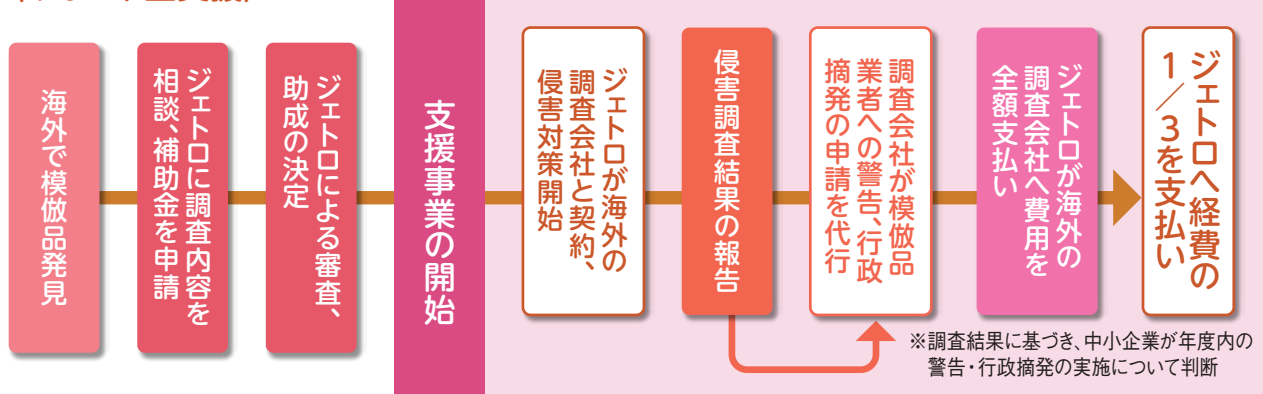 海外で模倣品発見
ジェトロに調査内容を
相談、補助金を申請
ジェトロによる審査、
助成の決定
支援事業の開始
ジェトロが海外の
調査会社と契約、
侵害対策開始
侵害調査結果の報告
調査会社が模倣品
業者への警告、行政
摘発の申請を代行
ジェトロが海外の
調査会社へ費用を
全額支払い
ジェトロへ経費の
1/3を支払い
※調査結果に基づき、中小企業が年度内の
警告・行政摘発の実施について判断